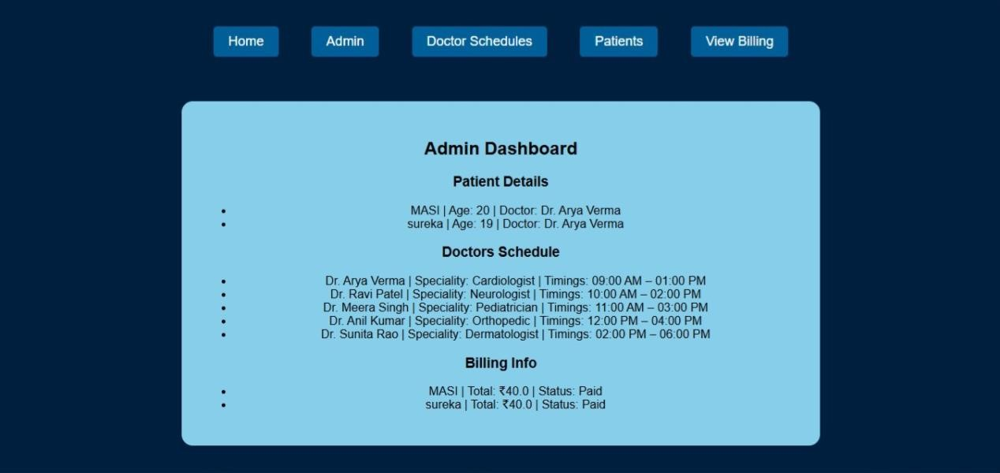 Home Admin Doctor Schedules Patients View Billing
Admin Dashboard
Patient Details
• MASI | Age: 20 | Doctor: Dr. Arya Verma
• sureka | Age: 19 | Doctor: Dr. Arya Verma
Doctors Schedule
• Dr. Arya Verma | Speciality: Cardiologist | Timings: 09:00 AM – 01:00 PM
• Dr. Ravi Patel | Speciality: Neurologist | Timings: 10:00 AM – 02:00 PM
• Dr. Meera Singh | Speciality: Pediatrician | Timings: 11:00 AM – 03:00 PM
• Dr. Anil Kumar | Speciality: Orthopedic | Timings: 12:00 PM – 04:00 PM
• Dr. Sunita Rao | Speciality: Dermatologist | Timings: 02:00 PM – 06:00 PM
Billing Info
• MASI | Total: ₹40.0 | Status: Paid
• sureka | Total: ₹40.0 | Status: Paid